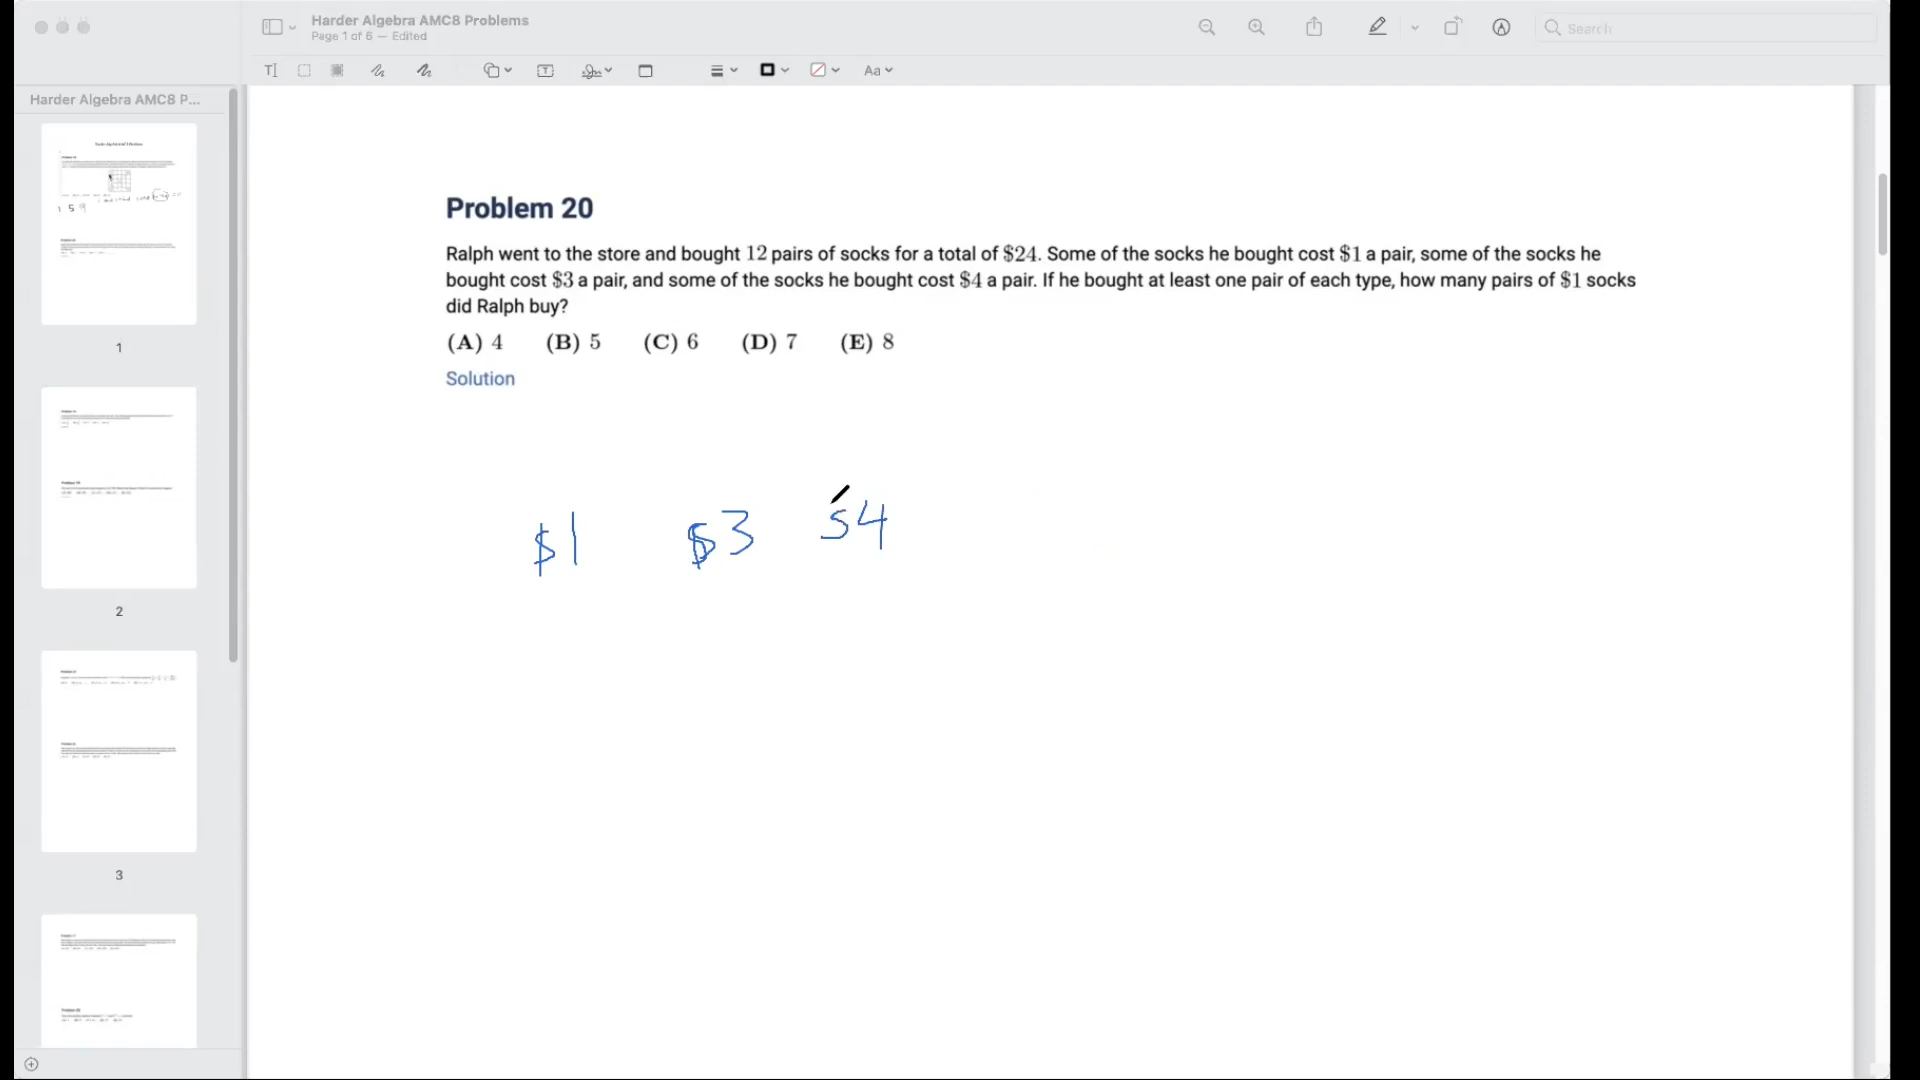 Harder Algebra AMC8 Problems
Page 1 of 6 — Edited
Search
Aa
Harder Algebra AMC8 P...
1
2
3
Problem 20
Ralph went to the store and bought 12 pairs of socks for a total of $24. Some of the socks he bought cost $1 a pair, some of the socks he
bought cost $3 a pair, and some of the socks he bought cost $4 a pair. If he bought at least one pair of each type, how many pairs of $1 socks
did Ralph buy?
(A) 4 (B) 5 (C) 6 (D) 7 (E) 8
Solution
$1 $3 $4